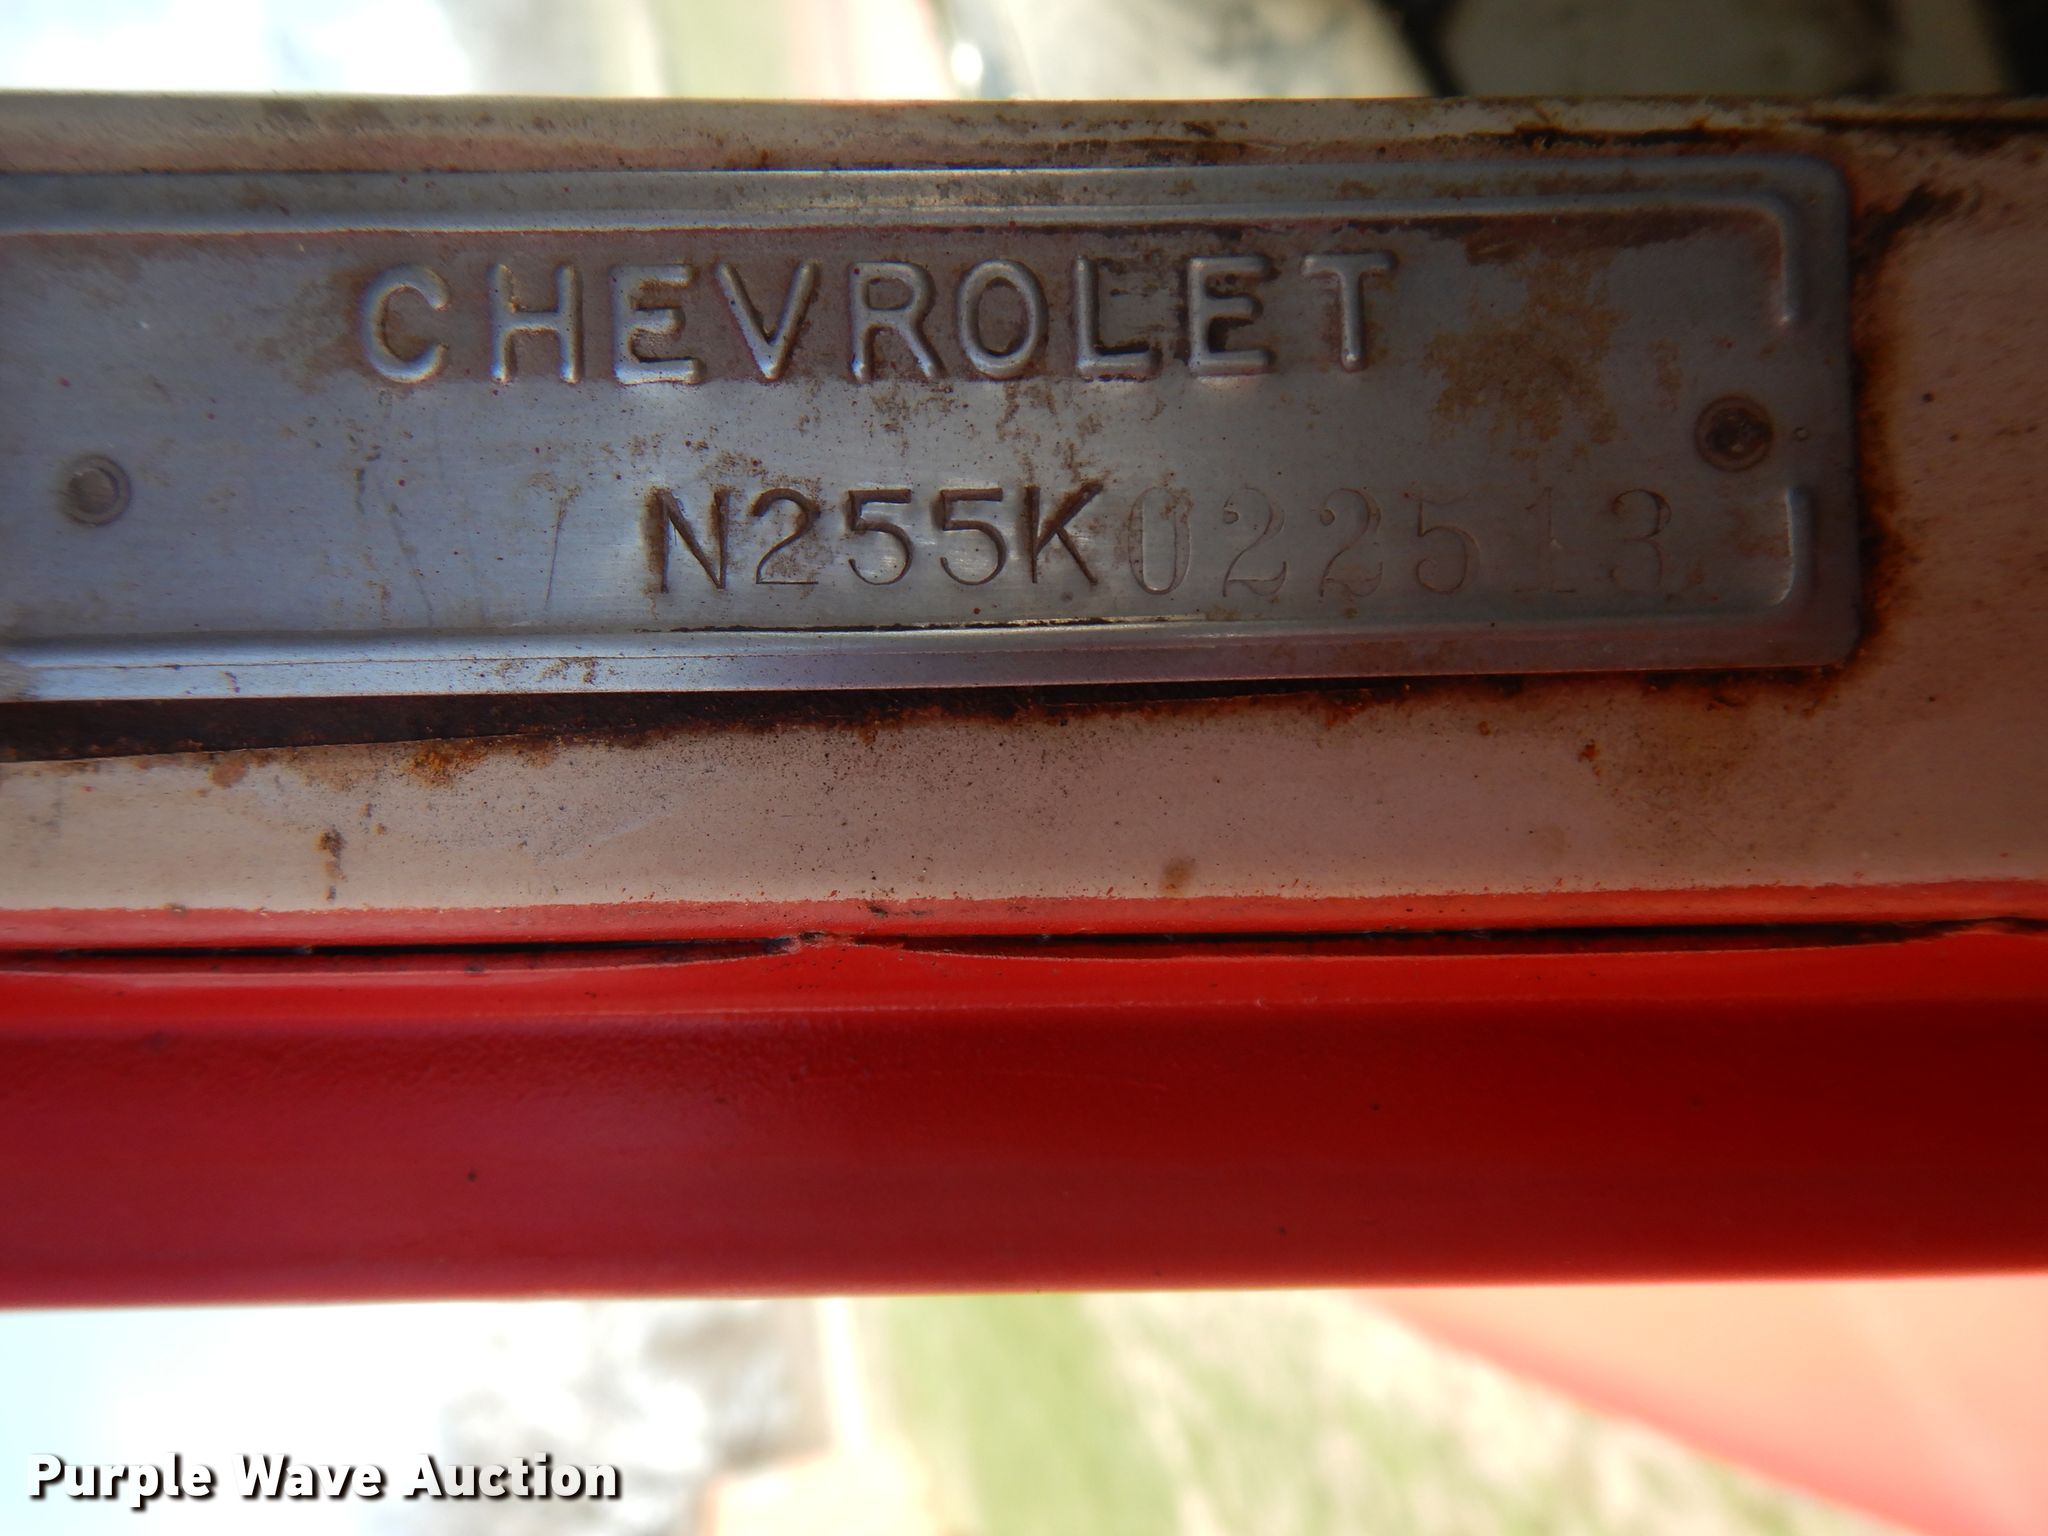 CHEVROLET
N255K022513
Purple Wave Auction